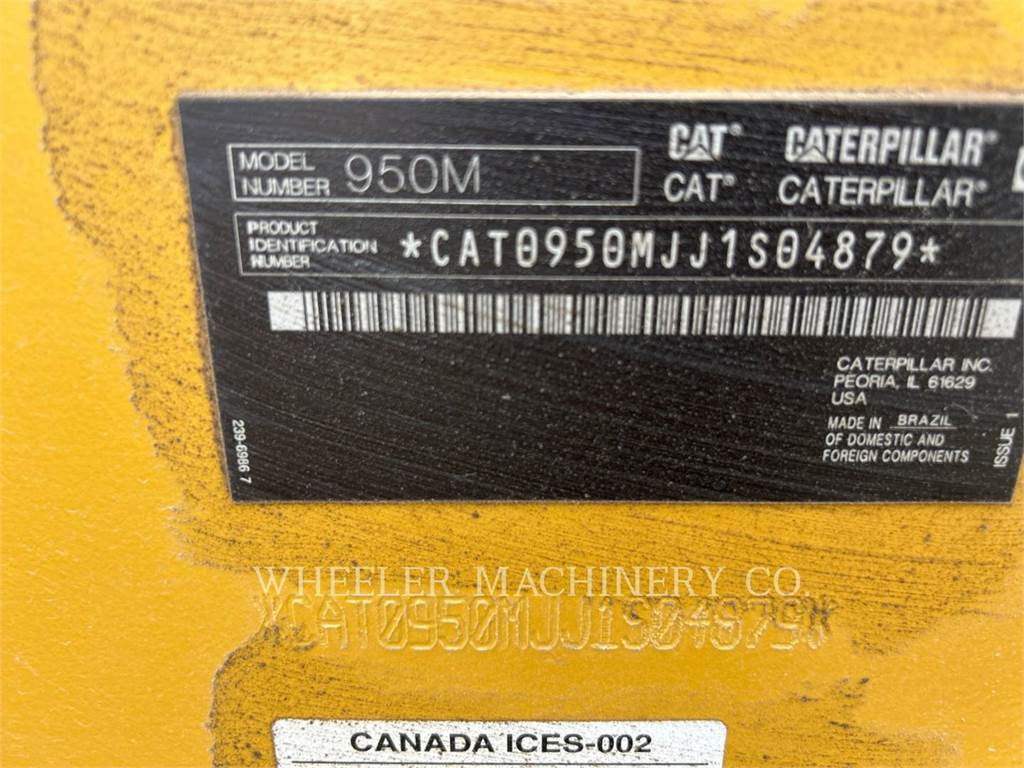 CAT® CATERPILLAR®
MODEL NUMBER 950M
CAT® CATERPILLAR®
PRODUCT IDENTIFICATION NUMBER *CAT0950MJJ1S04879*
CATERPILLAR INC.
PEORIA, IL 61629
USA
MADE IN BRAZIL
OF DOMESTIC AND
FOREIGN COMPONENTS
ISSUE 1
239-6986 7
WHEELER MACHINERY CO.
*CAT0950MJJ1S04879*
CANADA ICES-002